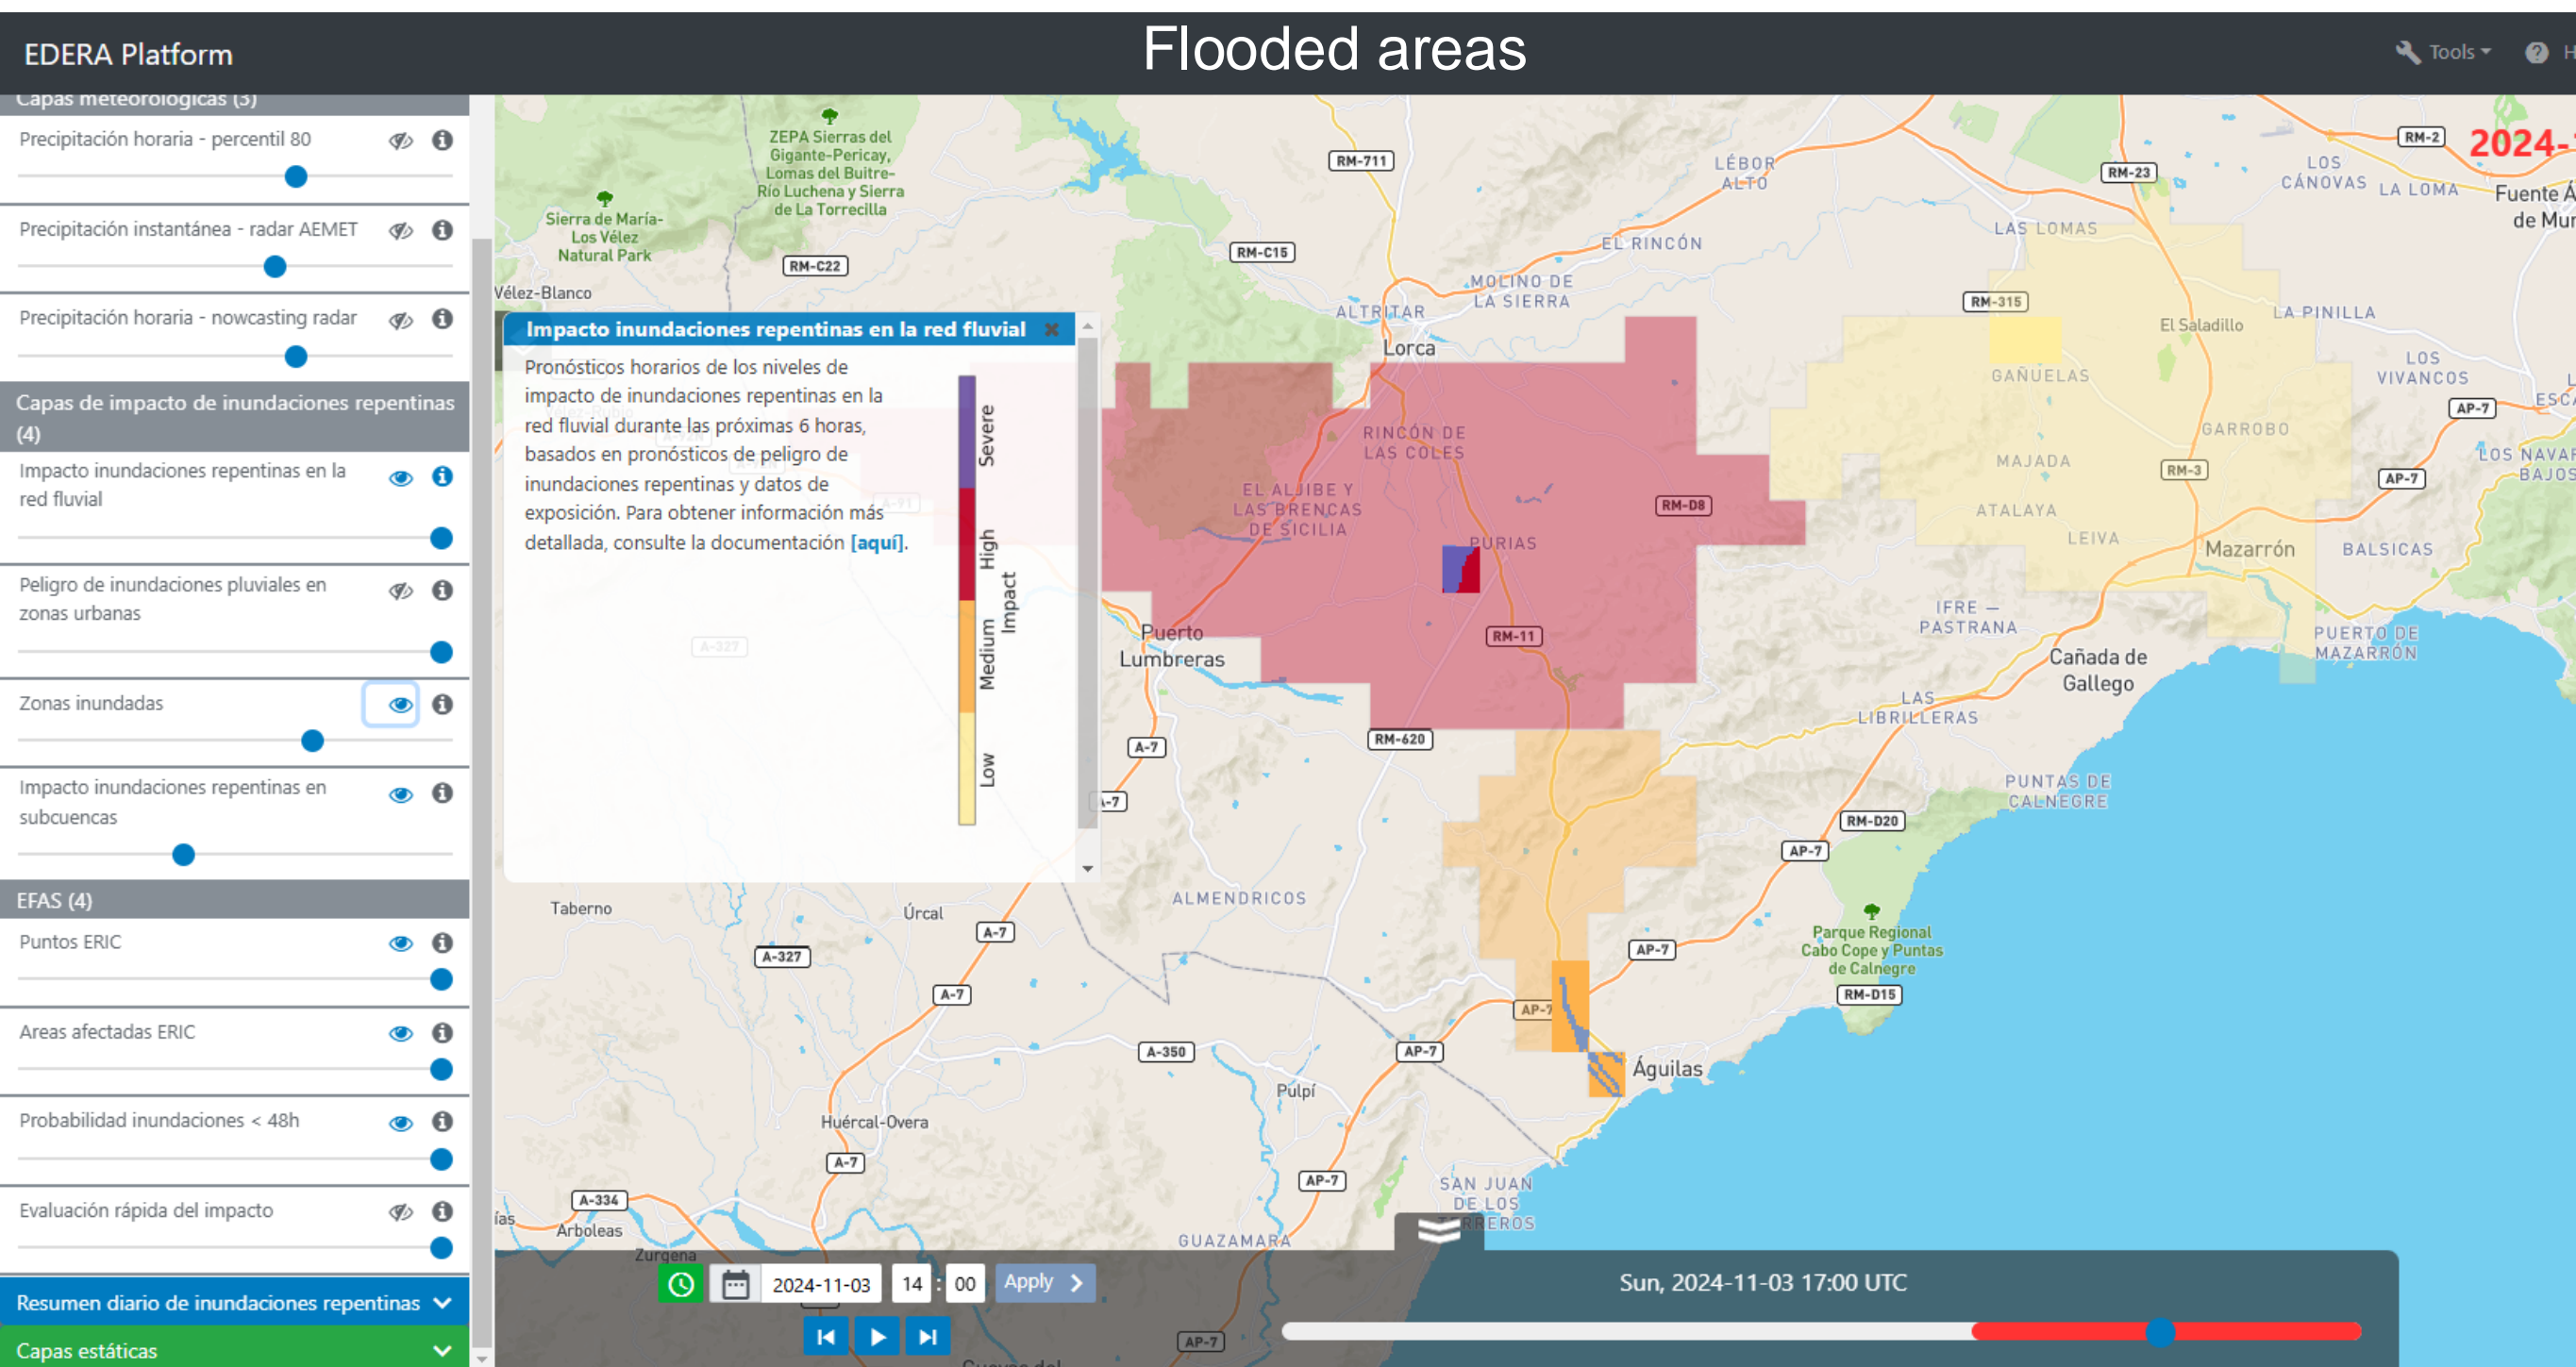 EDERA Platform
Flooded areas
Tools
Capas meteorológicas (3)
Precipitación horaria - percentil 80
Precipitación instantánea - radar AEMET
Precipitación horaria - nowcasting radar
Capas de impacto de inundaciones repentinas
(4)
Impacto inundaciones repentinas en la
red fluvial
Peligro de inundaciones pluviales en
zonas urbanas
Zonas inundadas
Impacto inundaciones repentinas en
subcuencas
EFAS (4)
Puntos ERIC
Areas afectadas ERIC
Probabilidad inundaciones < 48h
Evaluación rápida del impacto
Resumen diario de inundaciones repentinas
Capas estáticas
Impacto inundaciones repentinas en la red fluvial
Pronósticos horarios de los niveles de
impacto de inundaciones repentinas en la
red fluvial durante las próximas 6 horas,
basados en pronósticos de peligro de
inundaciones repentinas y datos de
exposición. Para obtener información más
detallada, consulte la documentación [aquí].
Severe
High
Medium
Low
Impact
ZEPA Sierras del
Gigante-Pericay,
Lomas del Buitre-
Río Luchena y Sierra
de La Torrecilla
Sierra de María-
Los Vélez
Natural Park
RM-C22
Vélez-Blanco
RM-711
RM-C15
LÉBOR
ALTO
EL RINCÓN
MOLINO DE
LA SIERRA
ALTRITAR
Lorca
RM-23
RM-2
2024-
LOS
CÁNOVAS
LA LOMA
Fuente Á
de Mur
LAS LOMAS
RM-315
El Saladillo
LA PINILLA
LOS
VIVANCOS
GAÑUELAS
AP-7
GARROBO
LOS NAVAR
BAJOS
MAJADA
RM-3
AP-7
ATALAYA
LEIVA
Mazarrón
BALSICAS
RINCÓN DE
LAS COLES
EL ALJIBE Y
LAS BRENCAS
DE SICILIA
RM-D8
PURIAS
A-91
A-327
Puerto
Lumbreras
RM-11
IFRE —
PASTRANA
PUERTO DE
MAZARRÓN
Cañada de
Gallego
LAS
LIBRILLERAS
RM-620
A-7
PUNTAS DE
CALNEGRE
RM-D20
AP-7
ALMENDRICOS
Taberno
Úrcal
A-7
A-327
A-7
AP-7
Parque Regional
Cabo Cope y Puntas
de Calnegre
RM-D15
AP-7
A-350
AP-7
Águilas
Pulpí
Huércal-Overa
A-7
AP-7
A-334
Arboleas
Zurgena
SAN JUAN
DE LOS
TERREROS
GUAZAMARA
2024-11-03
14 : 00
Apply
Sun, 2024-11-03 17:00 UTC
AP-7